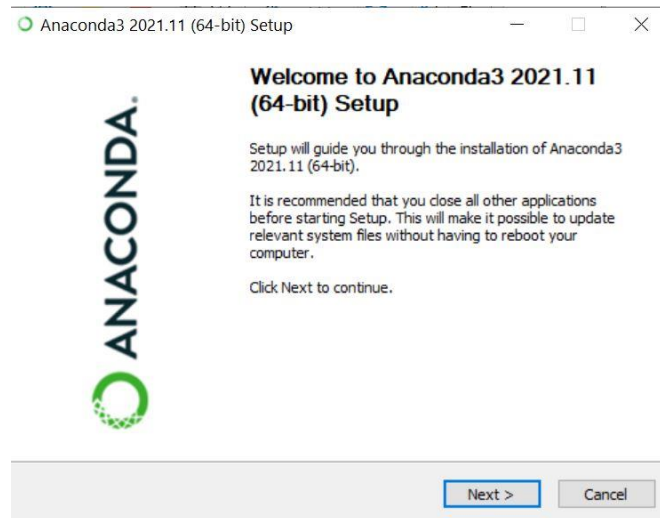 Anaconda3 2021.11 (64-bit) Setup
ANACONDA.
Welcome to Anaconda3 2021.11
(64-bit) Setup
Setup will guide you through the installation of Anaconda3
2021.11 (64-bit).
It is recommended that you close all other applications
before starting Setup. This will make it possible to update
relevant system files without having to reboot your
computer.
Click Next to continue.
Next >
Cancel